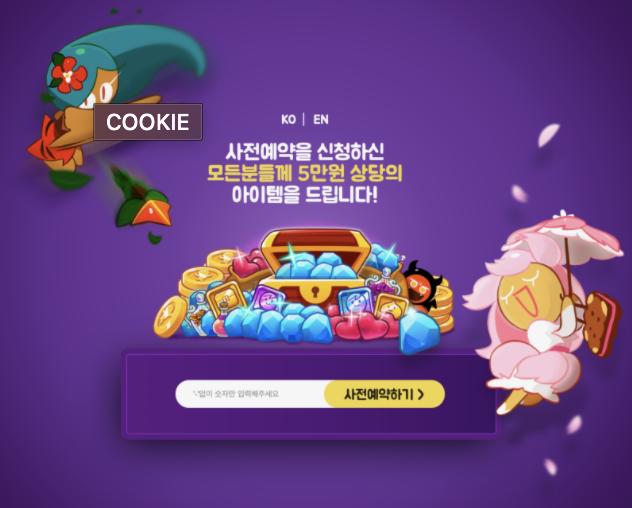 COOKIE
KO | EN
사전예약을 신청하신
모든분들께 5만원 상당의
아이템을 드립니다!
'-'없이 숫자만 입력해주세요
사전예약하기 >